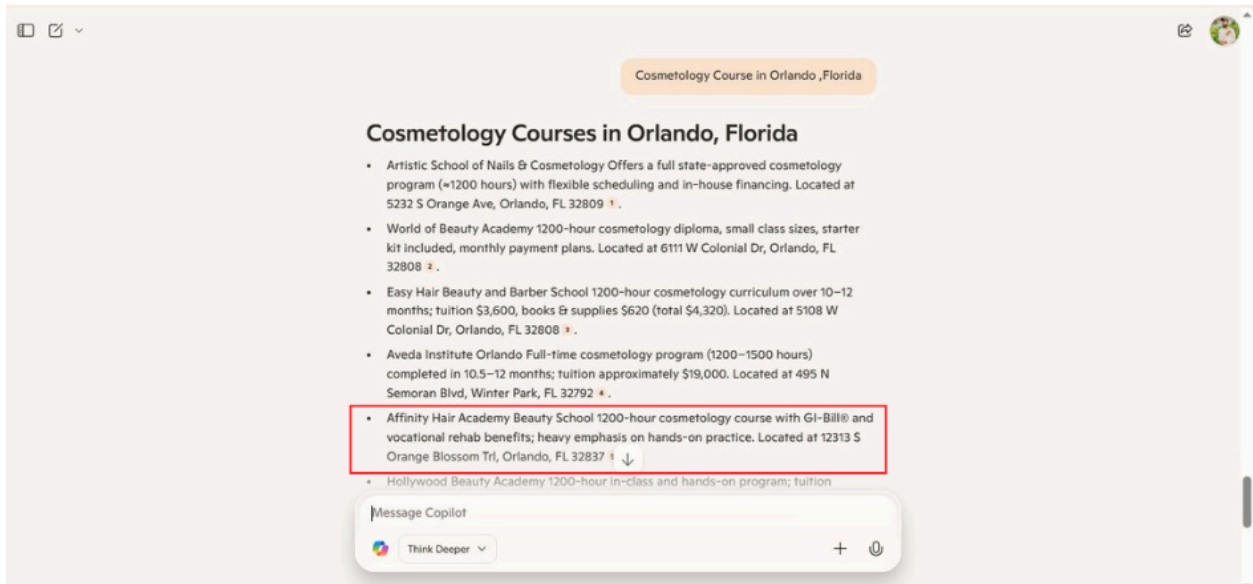 Cosmetology Course in Orlando ,Florida
Cosmetology Courses in Orlando, Florida
• Artistic School of Nails & Cosmetology Offers a full state-approved cosmetology
program (≈1200 hours) with flexible scheduling and in-house financing. Located at
5232 S Orange Ave, Orlando, FL 32809 1 .
• World of Beauty Academy 1200-hour cosmetology diploma, small class sizes, starter
kit included, monthly payment plans. Located at 6111 W Colonial Dr, Orlando, FL
32808 2 .
• Easy Hair Beauty and Barber School 1200-hour cosmetology curriculum over 10–12
months; tuition $3,600, books & supplies $620 (total $4,320). Located at 5108 W
Colonial Dr, Orlando, FL 32808 3 .
• Aveda Institute Orlando Full-time cosmetology program (1200–1500 hours)
completed in 10.5–12 months; tuition approximately $19,000. Located at 495 N
Semoran Blvd, Winter Park, FL 32792 4 .
• Affinity Hair Academy Beauty School 1200-hour cosmetology course with GI-Bill® and
vocational rehab benefits; heavy emphasis on hands-on practice. Located at 12313 S
Orange Blossom Trl, Orlando, FL 32837
• Hollywood Beauty Academy 1200-hour in-class and hands-on program; tuition
Message Copilot
Think Deeper